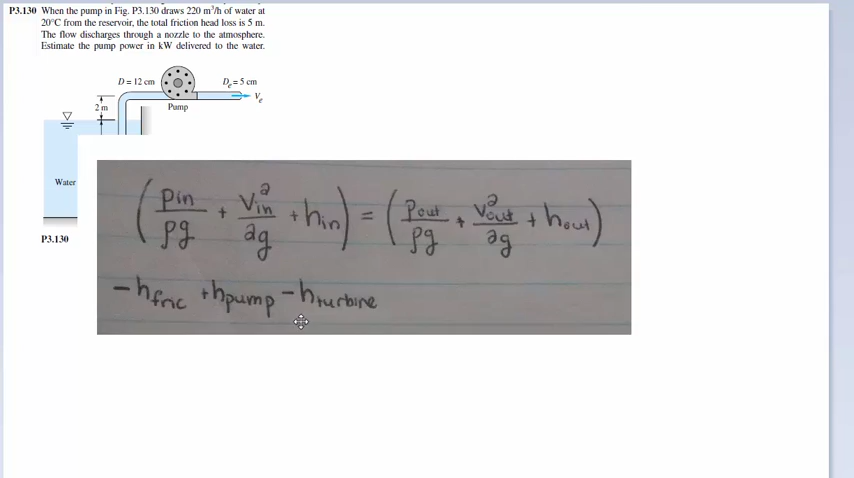 P3.130 When the pump in Fig. P3.130 draws 220 m³/h of water at
20°C from the reservoir, the total friction head loss is 5 m.
The flow discharges through a nozzle to the atmosphere.
Estimate the pump power in kW delivered to the water.
D = 12 cm
Dₑ = 5 cm
Vₑ
2 m
Pump
Water
P3.130
(Pin/ρg + Vin²/2g + hin) = (Pout/ρg + Vout²/2g + hout)
-hfric + hpump - hturbine